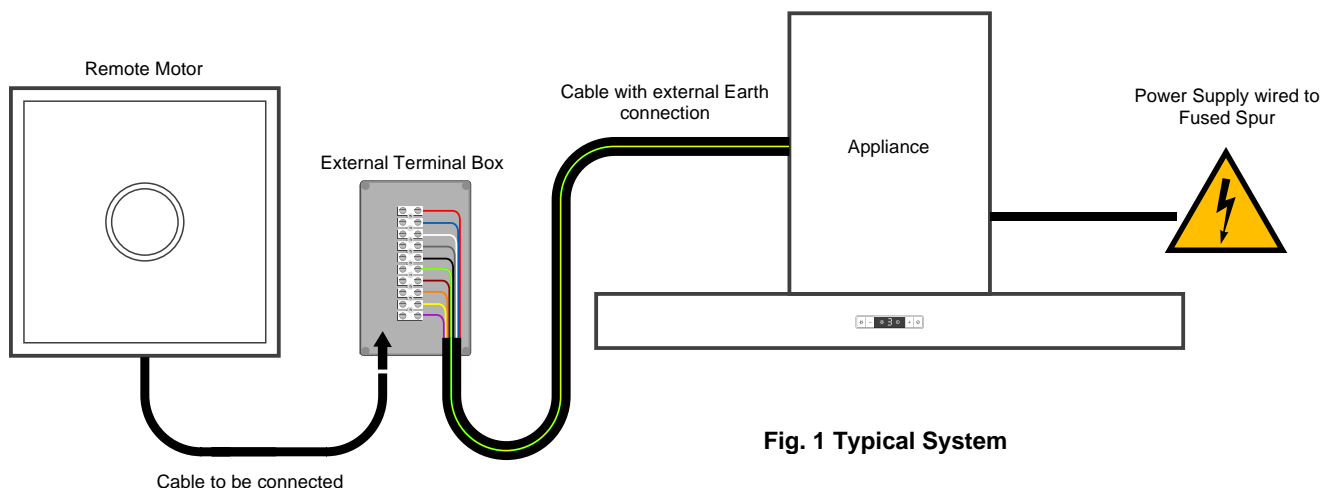 Remote Motor
External Terminal Box
Cable with external Earth
connection
Appliance
Power Supply wired to
Fused Spur
3
Fig. 1 Typical System
Cable to be connected